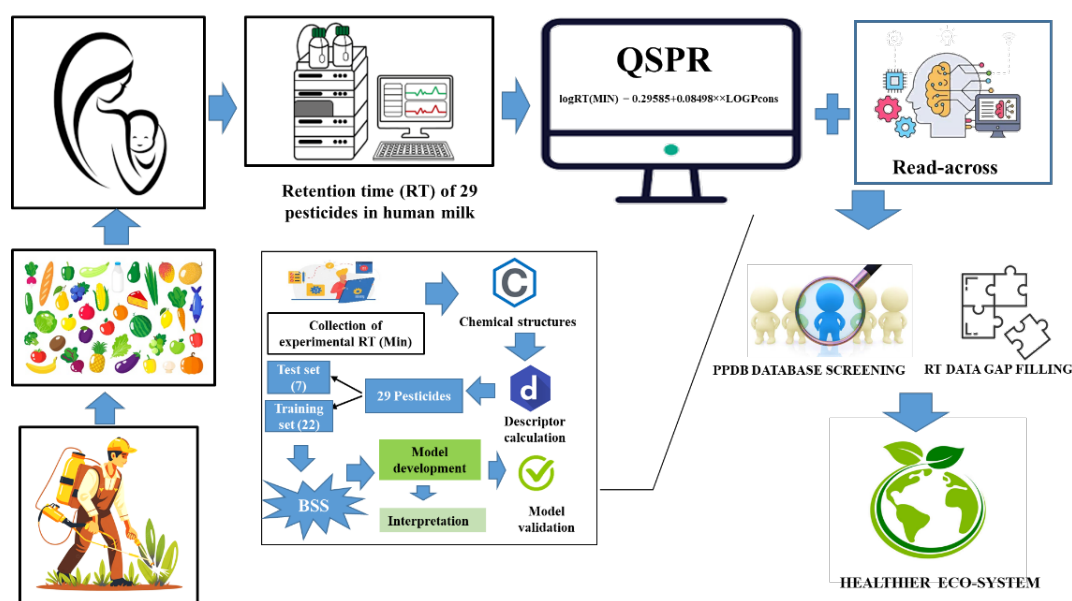 QSPR
logRT(MIN) − 0.29585+0.08498××LOGPcons
Read-across
Retention time (RT) of 29
pesticides in human milk
C
Chemical structures
Collection of
experimental RT (Min)
Test set
(7)
Training
set (22)
29 Pesticides
d
Descriptor
calculation
BSS
Model
development
Interpretation
Model
validation
PPDB DATABASE SCREENING
RT DATA GAP FILLING
HEALTHIER ECO-SYSTEM